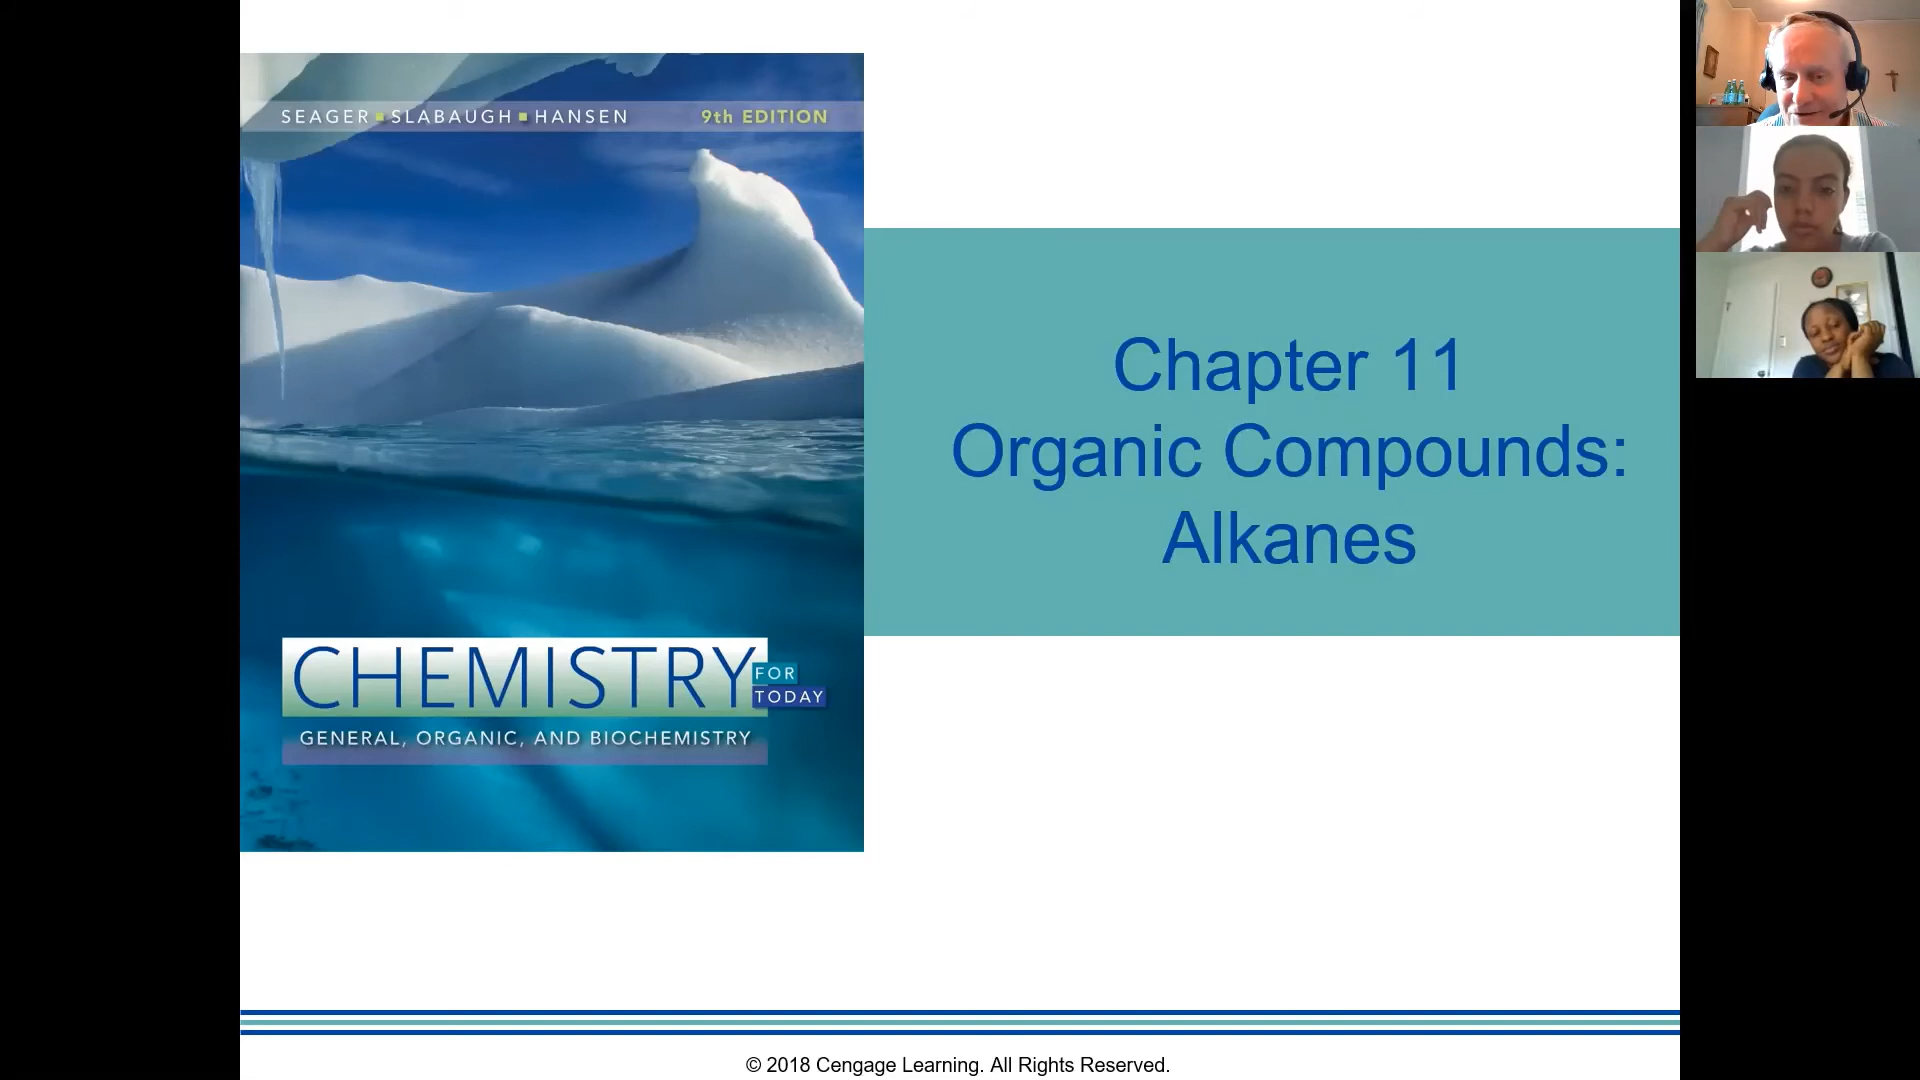 SEAGER ▪ SLABAUGH ▪ HANSEN 9th EDITION
CHEMISTRY FOR TODAY
GENERAL, ORGANIC, AND BIOCHEMISTRY
Chapter 11
Organic Compounds:
Alkanes
© 2018 Cengage Learning. All Rights Reserved.